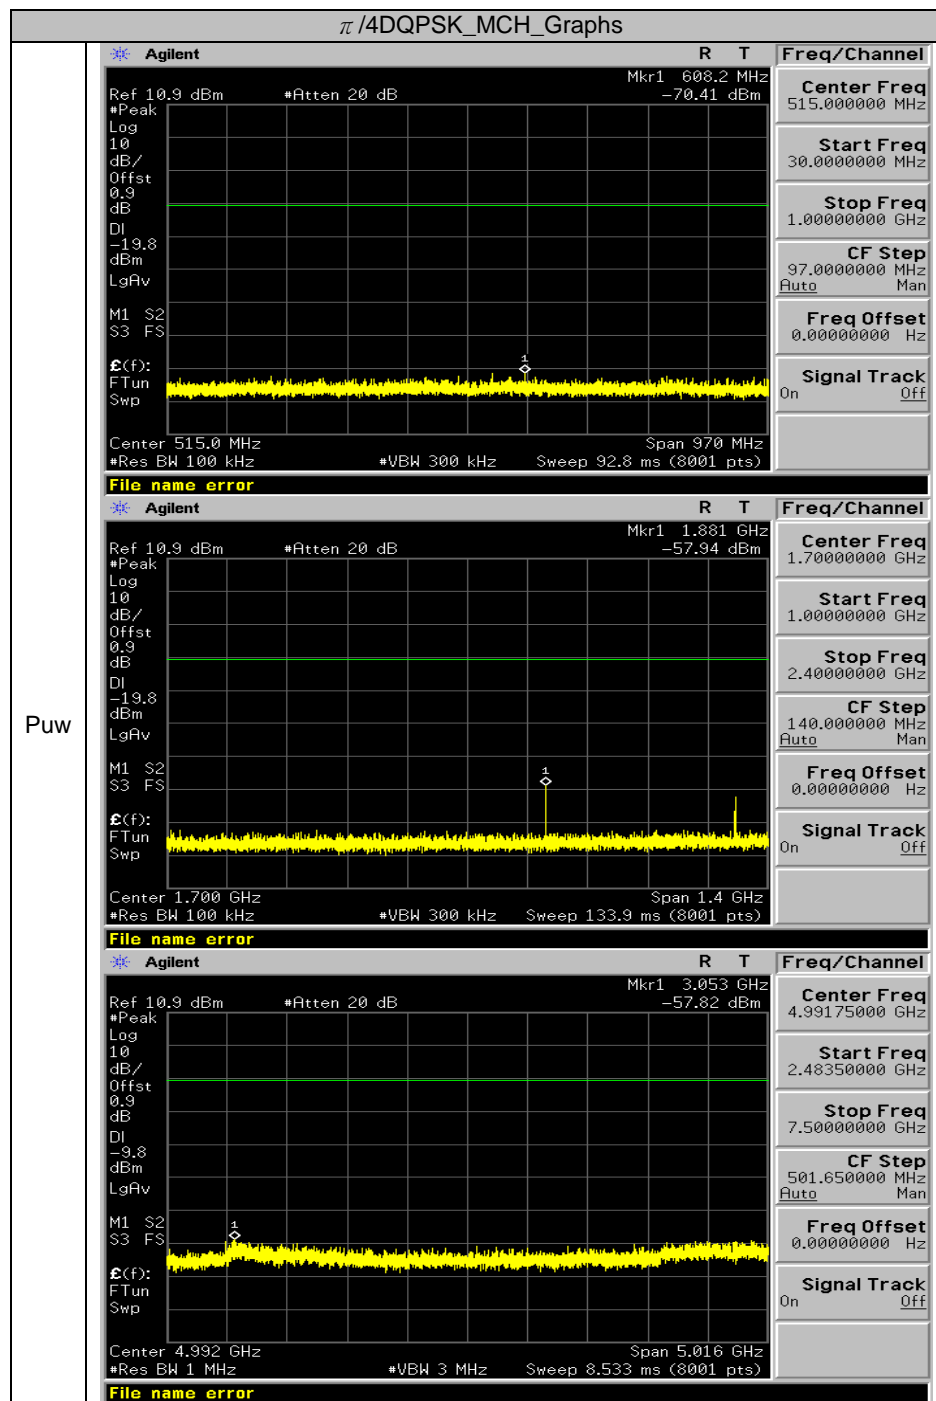 π/4DQPSK_MCH_Graphs
Puw
Agilent R T
Freq/Channel
Mkr1 608.2 MHz
Ref 10.9 dBm #Atten 20 dB -70.41 dBm
#Peak
Log
10
dB/
Offst
0.9
dB
DI
-19.8
dBm
LgAv
M1 S2
S3 FS
£(f):
FTun
Swp
1
Center 515.0 MHz Span 970 MHz
#Res BW 100 kHz #VBW 300 kHz Sweep 92.8 ms (8001 pts)
File name error
Center Freq
515.000000 MHz
Start Freq
30.0000000 MHz
Stop Freq
1.00000000 GHz
CF Step
97.0000000 MHz
Auto Man
Freq Offset
0.00000000 Hz
Signal Track
On Off
Agilent R T
Freq/Channel
Mkr1 1.881 GHz
Ref 10.9 dBm #Atten 20 dB -57.94 dBm
#Peak
Log
10
dB/
Offst
0.9
dB
DI
-19.8
dBm
LgAv
M1 S2
S3 FS
£(f):
FTun
Swp
1
Center 1.700 GHz Span 1.4 GHz
#Res BW 100 kHz #VBW 300 kHz Sweep 133.9 ms (8001 pts)
File name error
Center Freq
1.70000000 GHz
Start Freq
1.00000000 GHz
Stop Freq
2.40000000 GHz
CF Step
140.000000 MHz
Auto Man
Freq Offset
0.00000000 Hz
Signal Track
On Off
Agilent R T
Freq/Channel
Mkr1 3.053 GHz
Ref 10.9 dBm #Atten 20 dB -57.82 dBm
#Peak
Log
10
dB/
Offst
0.9
dB
DI
-9.8
dBm
LgAv
M1 S2
S3 FS
£(f):
FTun
Swp
1
Center 4.992 GHz Span 5.016 GHz
#Res BW 1 MHz #VBW 3 MHz Sweep 8.533 ms (8001 pts)
File name error
Center Freq
4.99175000 GHz
Start Freq
2.48350000 GHz
Stop Freq
7.50000000 GHz
CF Step
501.650000 MHz
Auto Man
Freq Offset
0.00000000 Hz
Signal Track
On Off